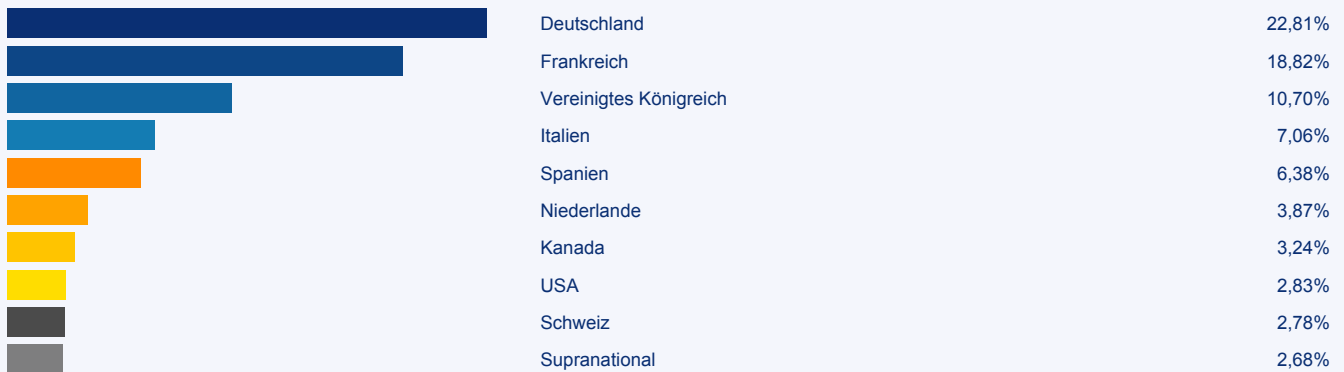 Deutschland 22,81%
Frankreich 18,82%
Vereinigtes Königreich 10,70%
Italien 7,06%
Spanien 6,38%
Niederlande 3,87%
Kanada 3,24%
USA 2,83%
Schweiz 2,78%
Supranational 2,68%